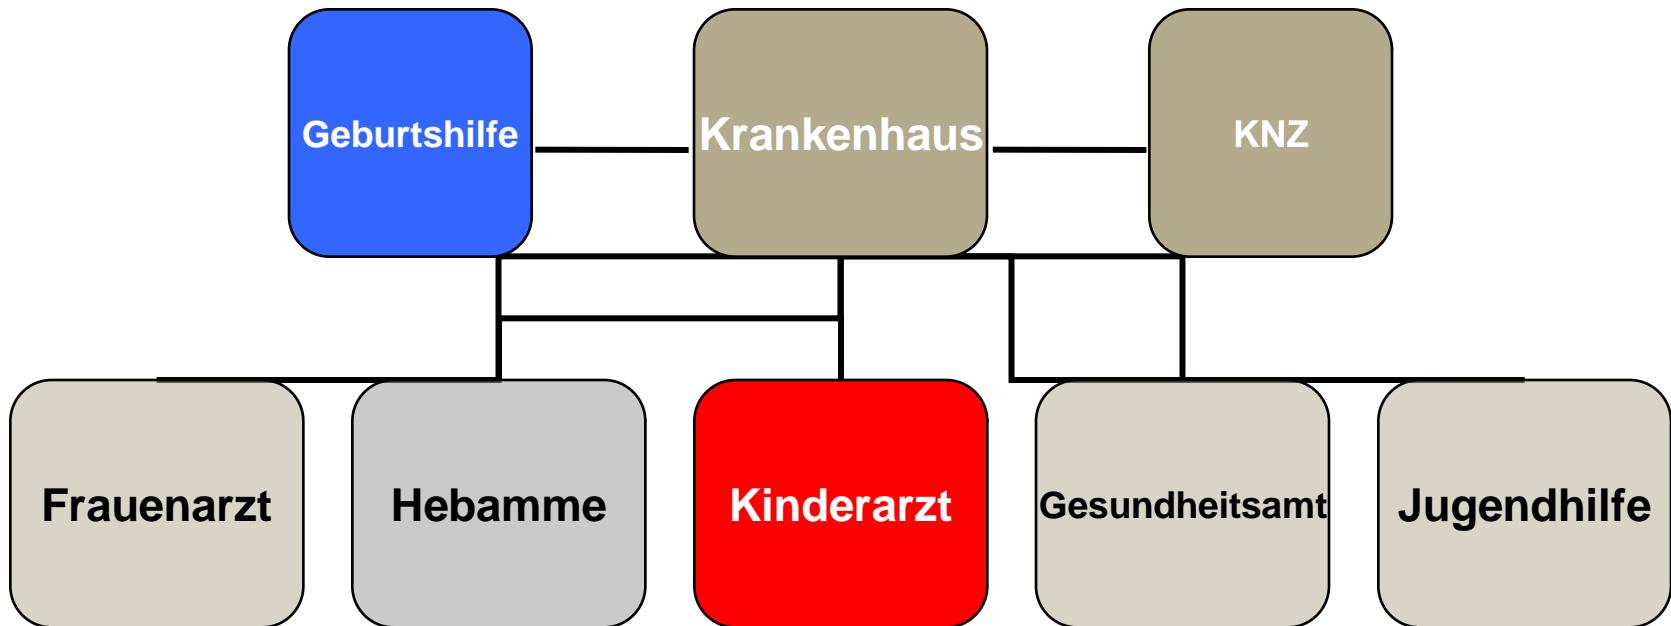 Geburtshilfe
Krankenhaus
KNZ
Frauenarzt
Hebamme
Kinderarzt
Gesundheitsamt
Jugendhilfe